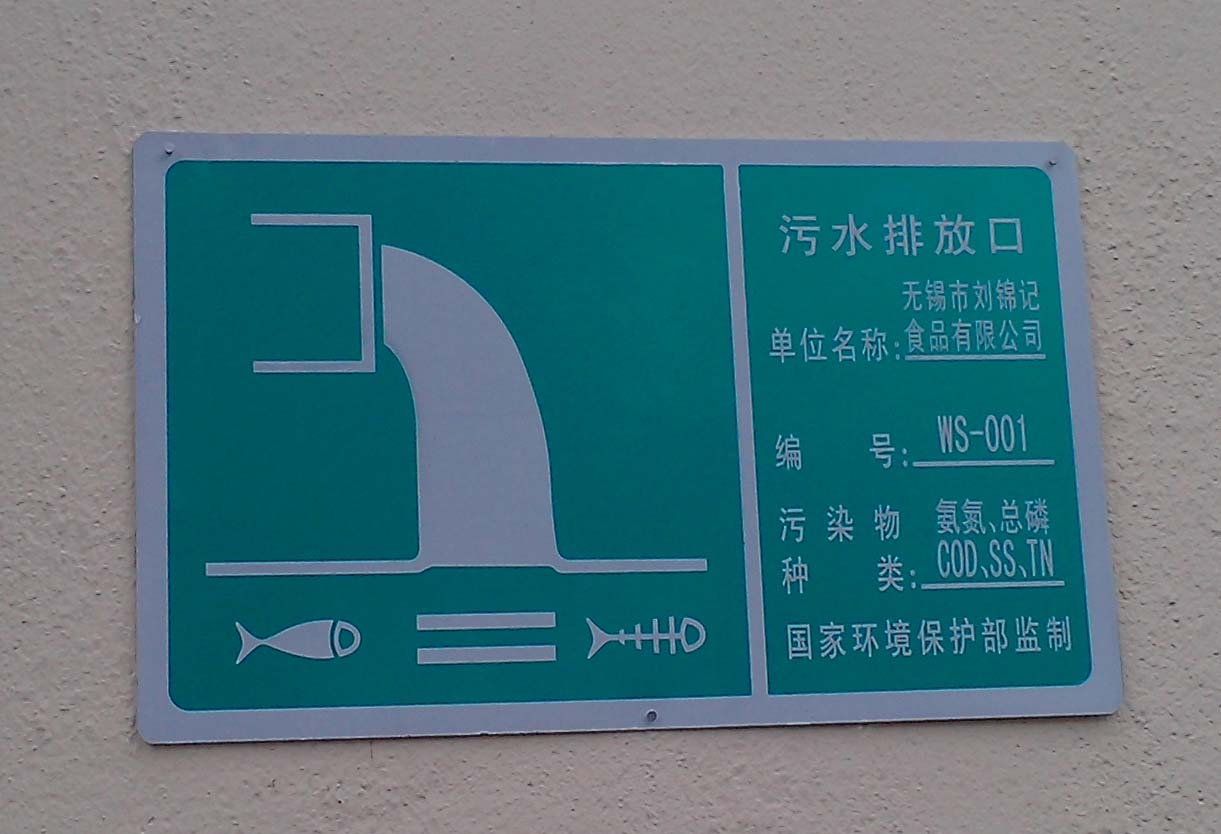 污水排放口
无锡市刘锦记
单位名称:食品有限公司
编 号:WS-001
污染物 氨氮、总磷
种 类:COD、SS、TN
国家环境保护部监制